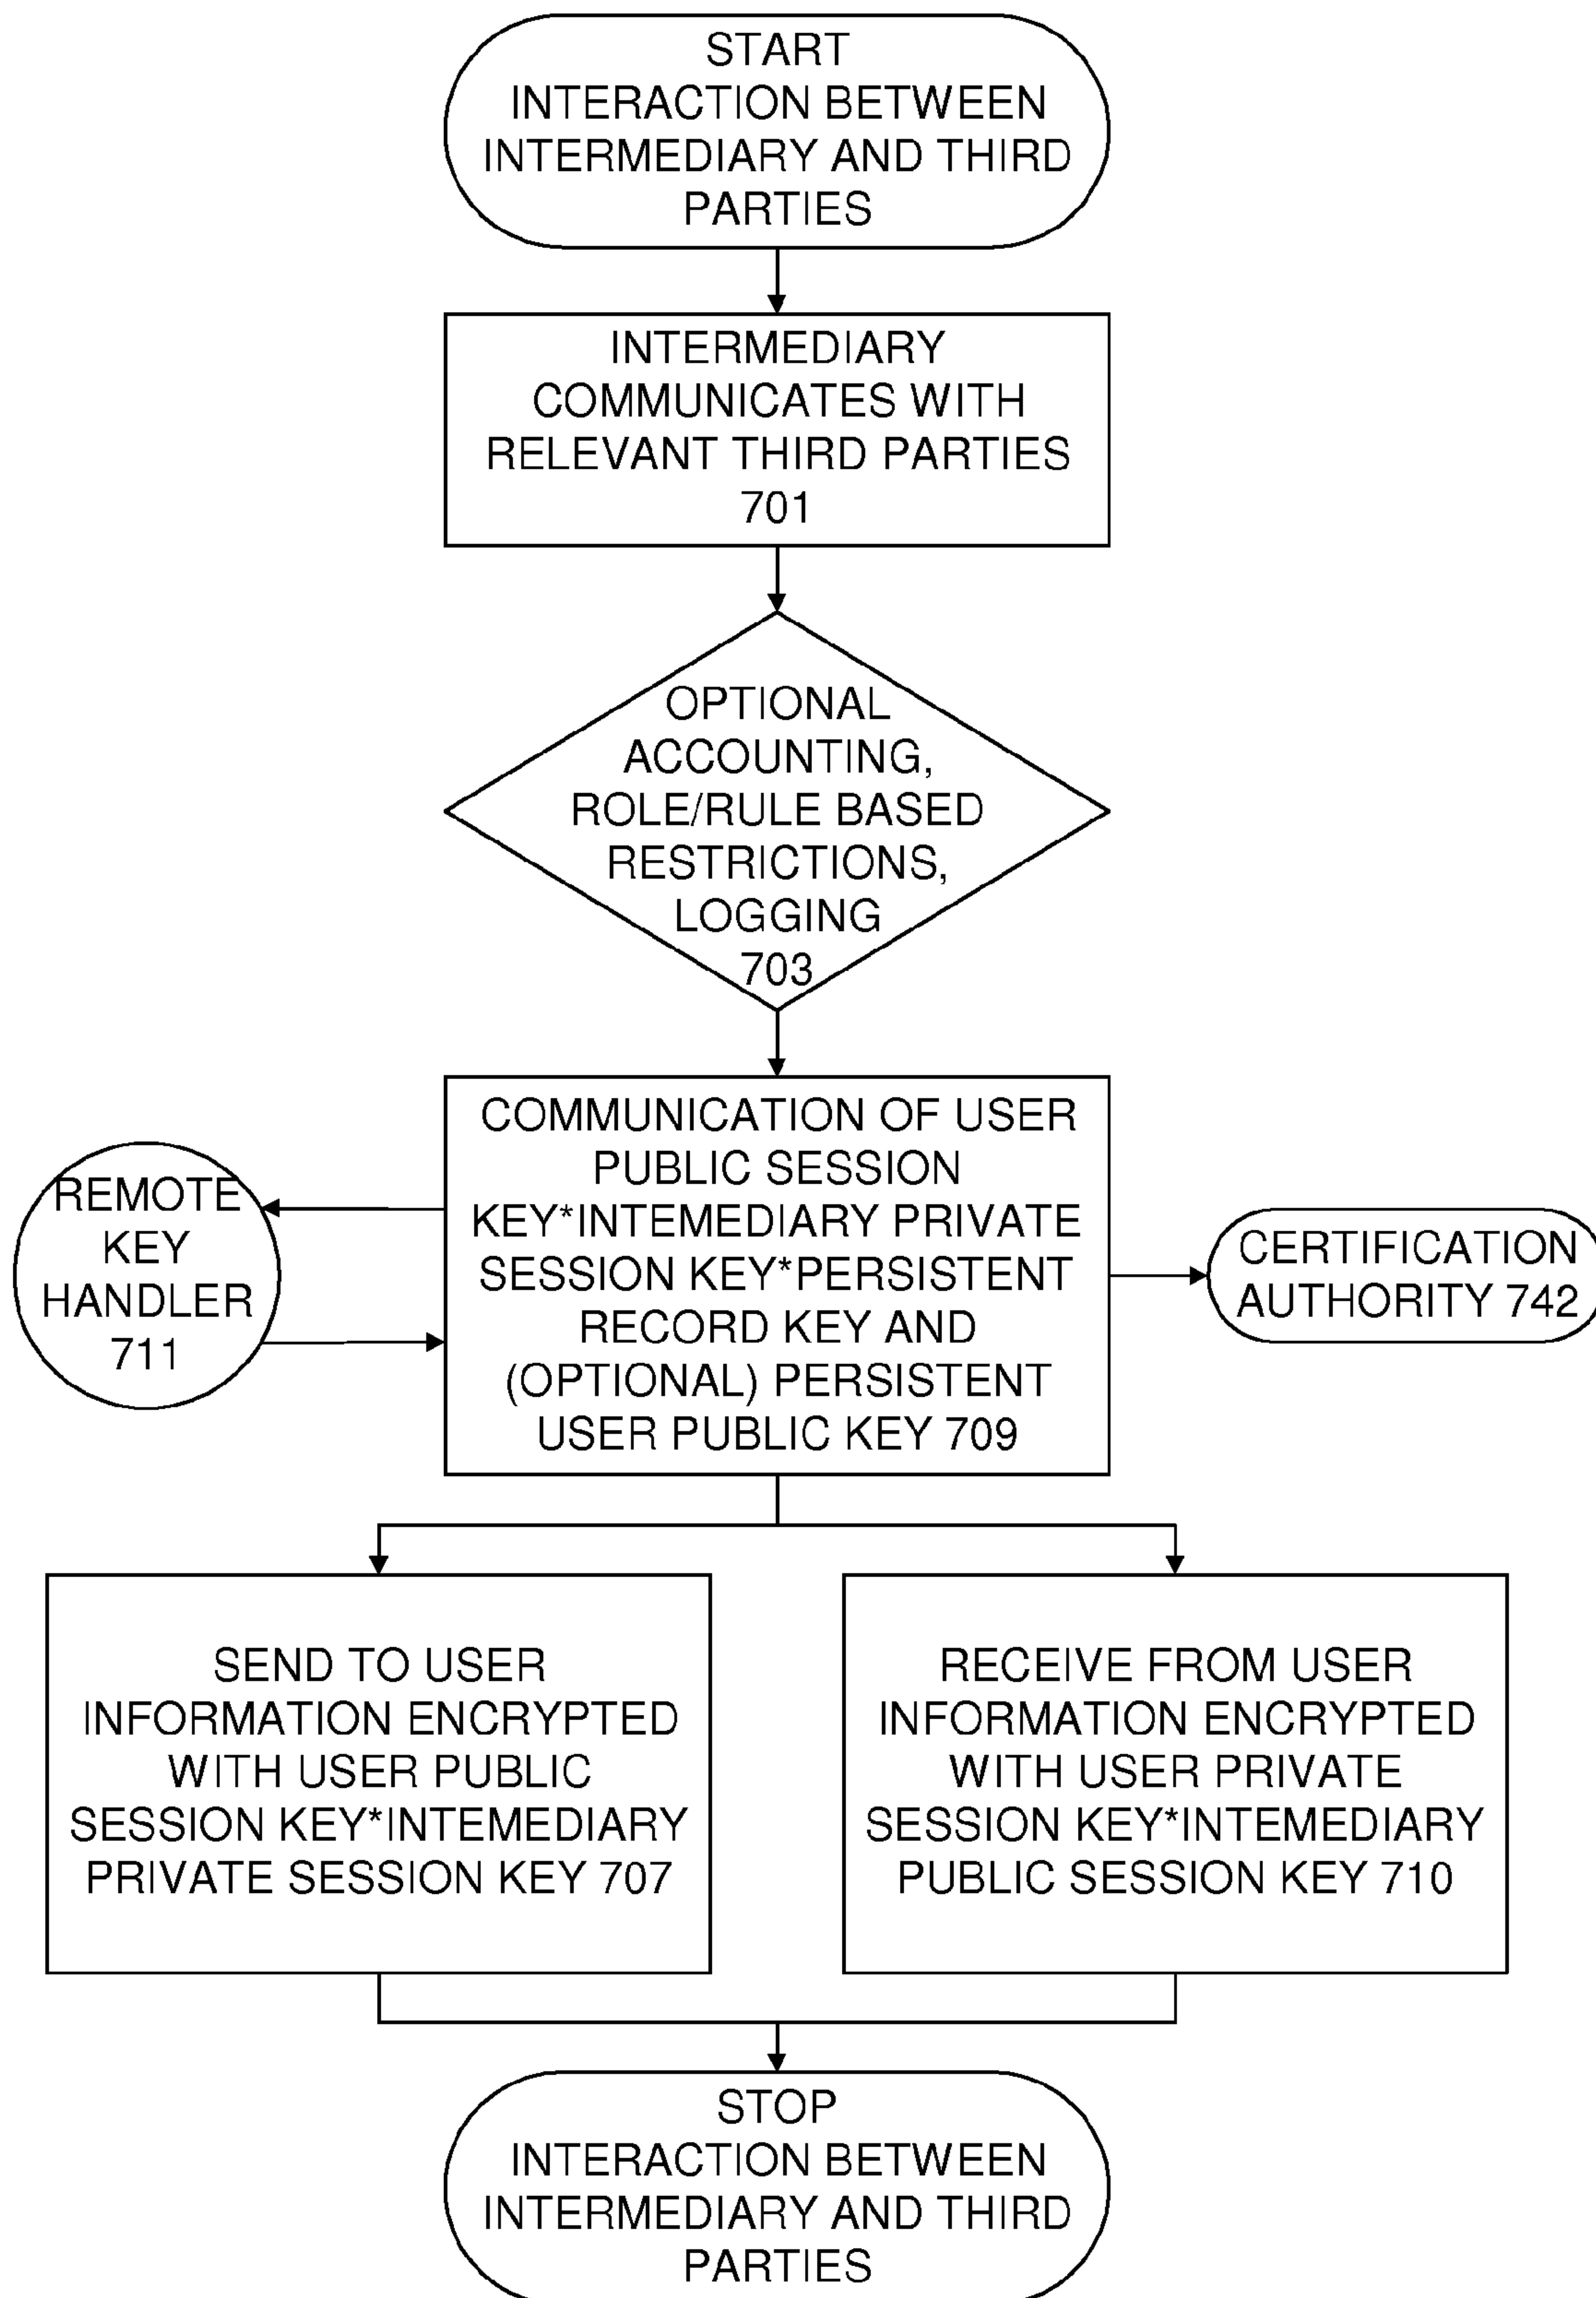 START
INTERACTION BETWEEN
INTERMEDIARY AND THIRD
PARTIES
INTERMEDIARY
COMMUNICATES WITH
RELEVANT THIRD PARTIES
701
OPTIONAL
ACCOUNTING,
ROLE/RULE BASED
RESTRICTIONS,
LOGGING
703
COMMUNICATION OF USER
PUBLIC SESSION
KEY*INTEMEDIARY PRIVATE
SESSION KEY*PERSISTENT
RECORD KEY AND
(OPTIONAL) PERSISTENT
USER PUBLIC KEY 709
REMOTE
KEY
HANDLER
711
CERTIFICATION
AUTHORITY 742
SEND TO USER
INFORMATION ENCRYPTED
WITH USER PUBLIC
SESSION KEY*INTEMEDIARY
PRIVATE SESSION KEY 707
RECEIVE FROM USER
INFORMATION ENCRYPTED
WITH USER PRIVATE
SESSION KEY*INTEMEDIARY
PUBLIC SESSION KEY 710
STOP
INTERACTION BETWEEN
INTERMEDIARY AND THIRD
PARTIES